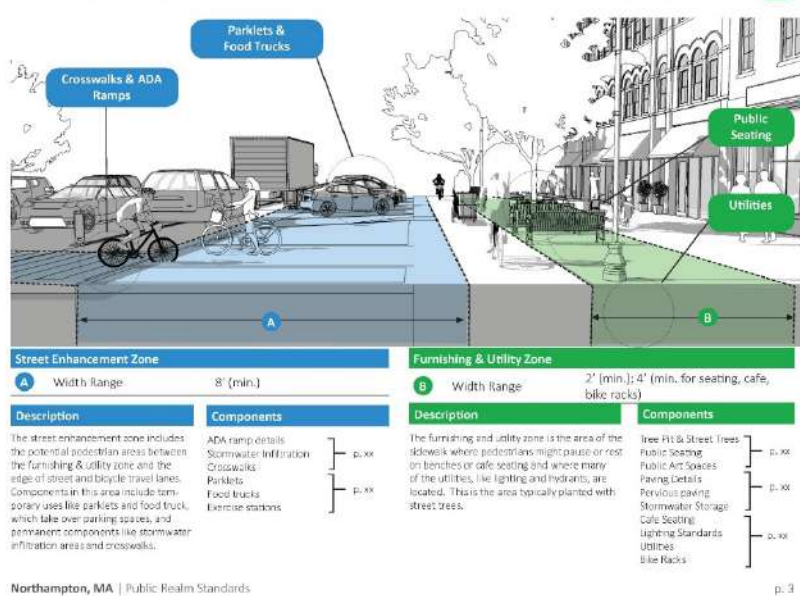 Parklets &
Food Trucks
Crosswalks & ADA
Ramps
Public
Seating
Utilities
A
B
Street Enhancement Zone
A Width Range 8' (min.)
Description
The street enhancement zone includes
the potential pedestrian areas between
the furnishing & utility zone and the
edge of street and bicycle travel lanes.
Components in this area include tem-
porary uses like parklets and food truck,
which take over parking spaces, and
permanent components like stormwater
infiltration areas and crosswalks.
Components
ADA ramp details
Stormwater Infiltration
Crosswalks
p. xx
Parklets
Food trucks
Exercise stations
p. xx
Furnishing & Utility Zone
B Width Range 2' (min.); 4' (min. for seating, cafe,
bike racks)
Description
The furnishing and utility zone is the area of the
sidewalk where pedestrians might pause or rest
on benches or cafe seating and where many
of the utilities, like lighting and hydrants, are
located. This is the area typically planted with
street trees.
Components
Tree Pit & Street Trees
Public Seating
Public Art Spaces
p. xx
Paving Details
Pervious paving
Stormwater Storage
p. xx
Cafe Seating
Lighting Standards
Utilities
Bike Racks
p. xx
Northampton, MA | Public Realm Standards
p. 3